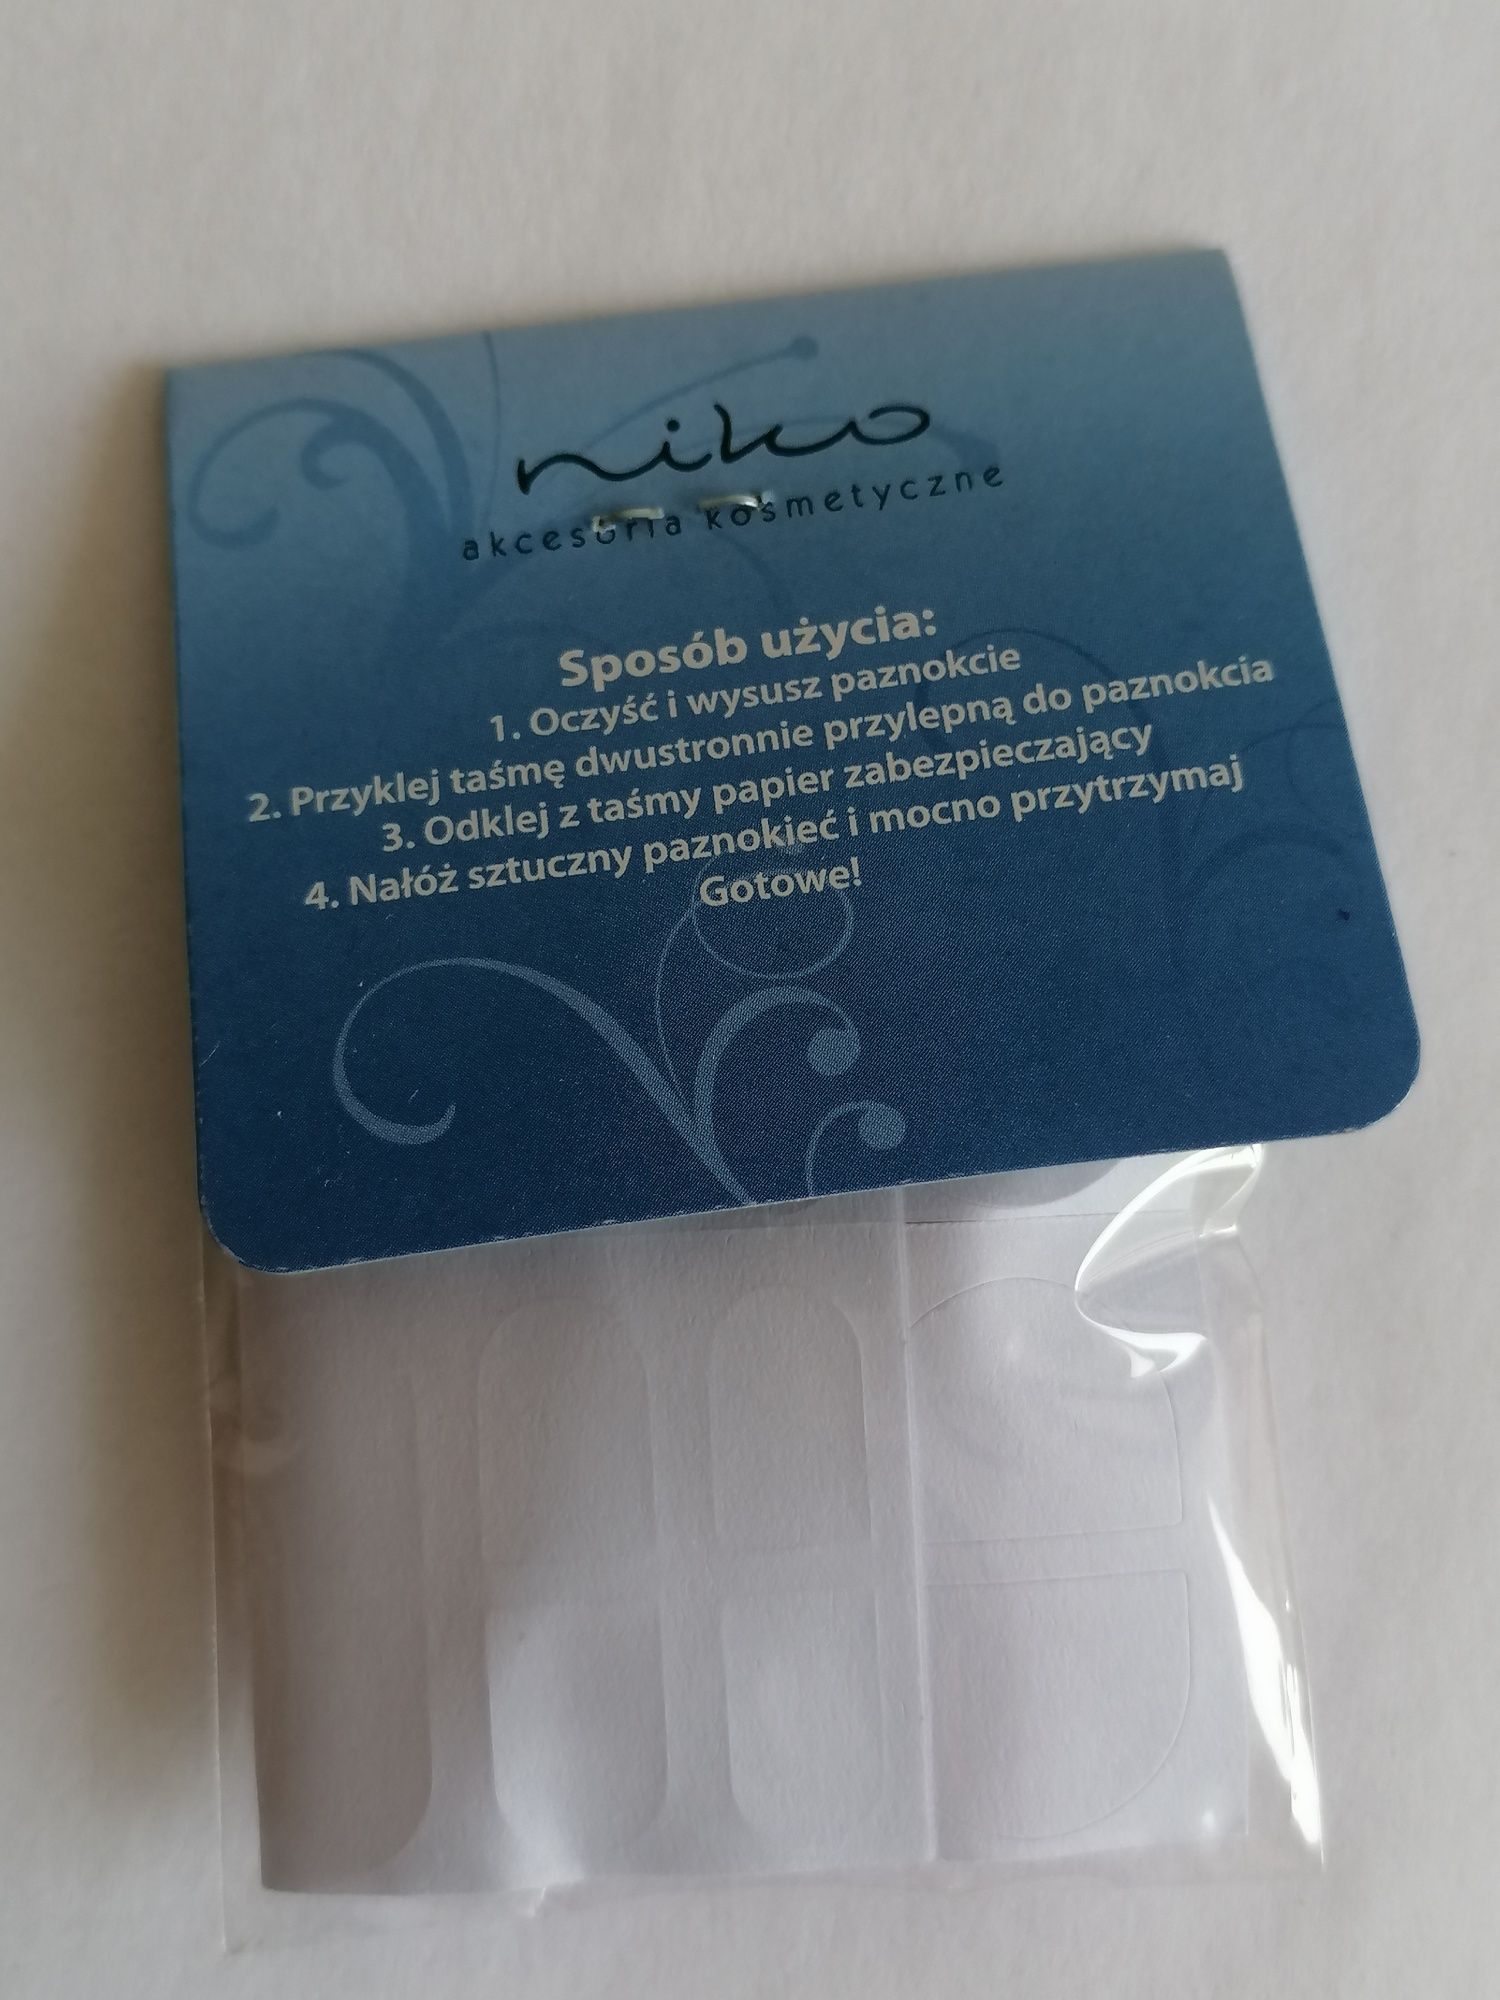 niko
akcesoria kosmetyczne
Sposób użycia:
1. Oczyść i wysusz paznokcie
2. Przyklej taśmę dwustronnie przylepną do paznokcia
3. Odklej z taśmy papier zabezpieczający
4. Nałóż sztuczny paznokieć i mocno przytrzymaj
Gotowe!